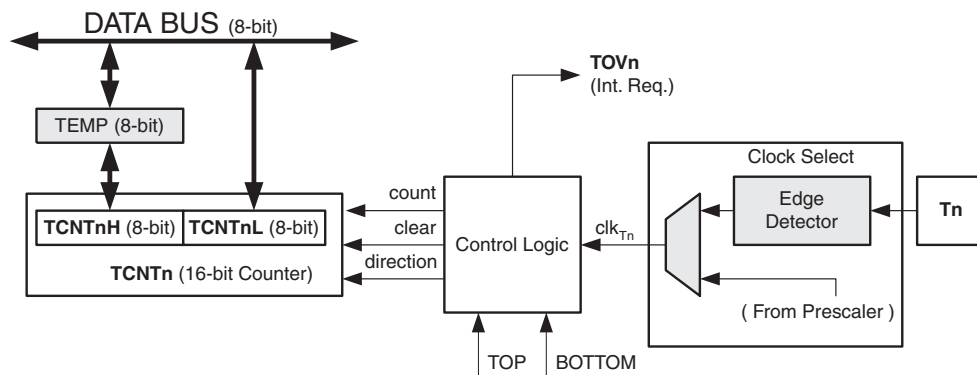 DATA BUS (8-bit)
TOVn
(Int. Req.)
TEMP (8-bit)
Clock Select
count
Edge
Detector
Tn
TCNTnH (8-bit) TCNTnL (8-bit)
clear
Control Logic
clkTn
TCNTn (16-bit Counter)
direction
( From Prescaler )
TOP
BOTTOM